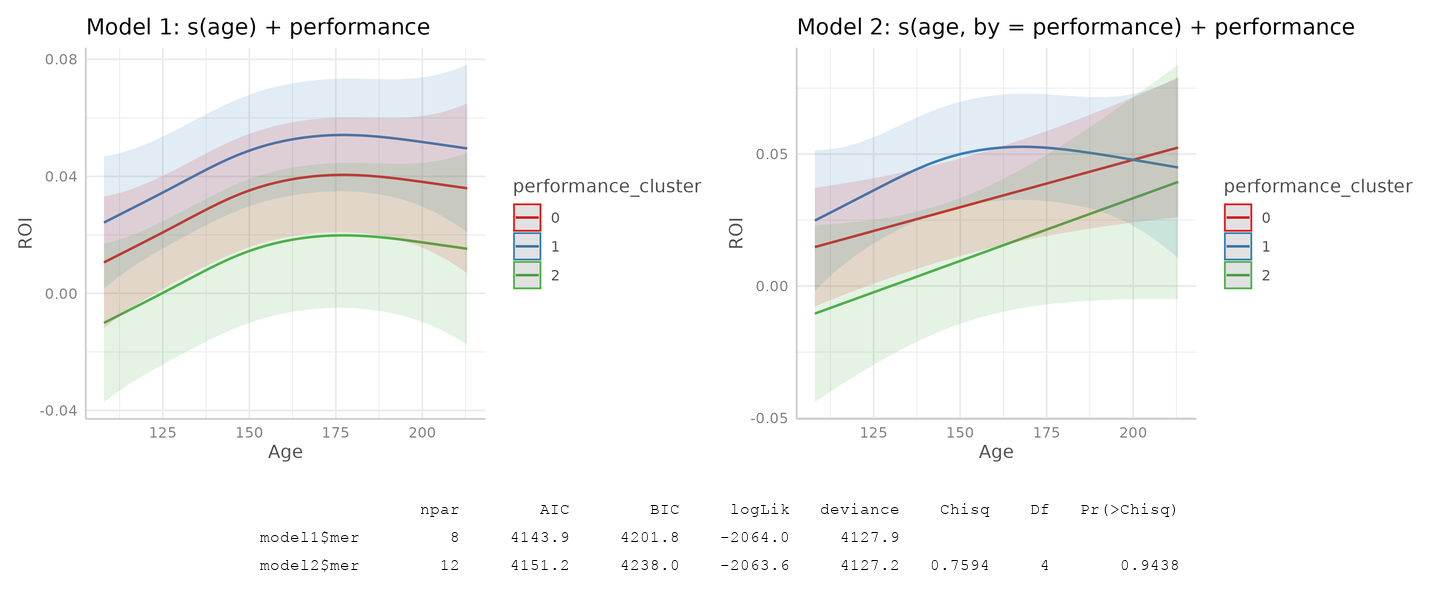 Model 1: s(age) + performance
0.08
0.04
0.00
-0.04
ROI
125 150 175 200
Age
performance_cluster
0
1
2
Model 2: s(age, by = performance) + performance
0.05
0.00
-0.05
ROI
125 150 175 200
Age
performance_cluster
0
1
2
npar AIC BIC logLik deviance Chisq Df Pr(>Chisq)
model1$mer 8 4143.9 4201.8 -2064.0 4127.9
model2$mer 12 4151.2 4238.0 -2063.6 4127.2 0.7594 4 0.9438